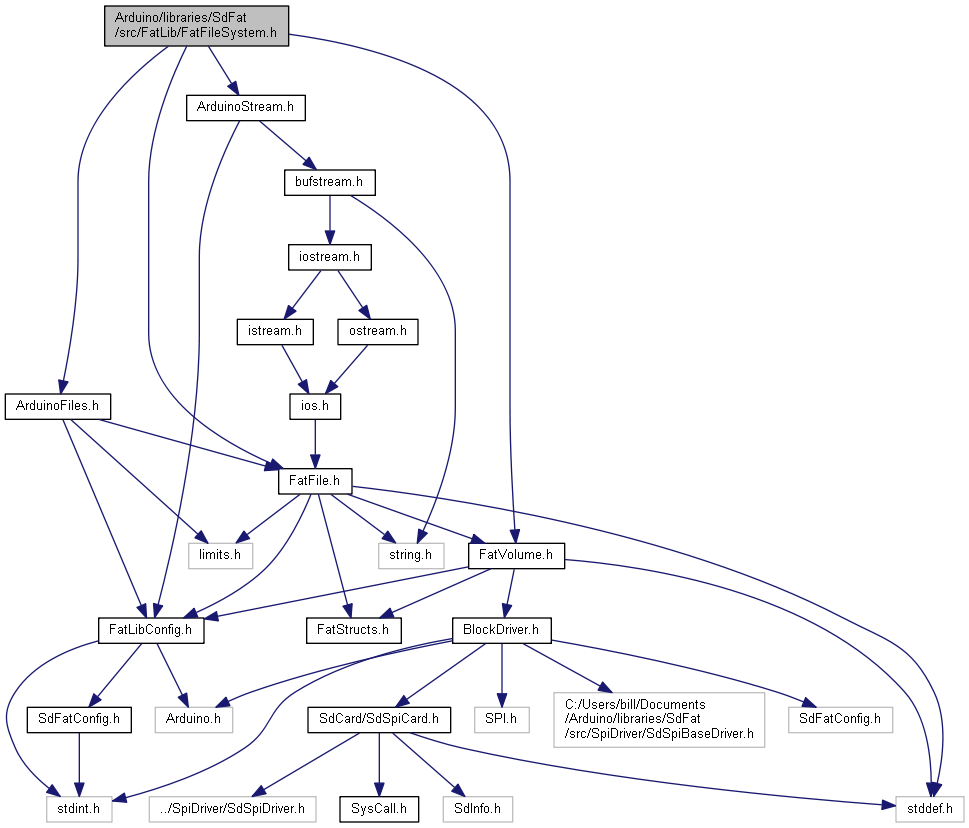 Arduino/libraries/SdFat
/src/FatLib/FatFileSystem.h
ArduinoStream.h
bufstream.h
iostream.h
istream.h
ostream.h
ArduinoFiles.h
ios.h
FatFile.h
limits.h
string.h
FatVolume.h
FatLibConfig.h
FatStructs.h
BlockDriver.h
SdFatConfig.h
Arduino.h
SdCard/SdSpiCard.h
SPI.h
C:/Users/bill/Documents
/Arduino/libraries/SdFat
/src/SpiDriver/SdSpiBaseDriver.h
SdFatConfig.h
stdint.h
../SpiDriver/SdSpiDriver.h
SysCall.h
SdInfo.h
stddef.h